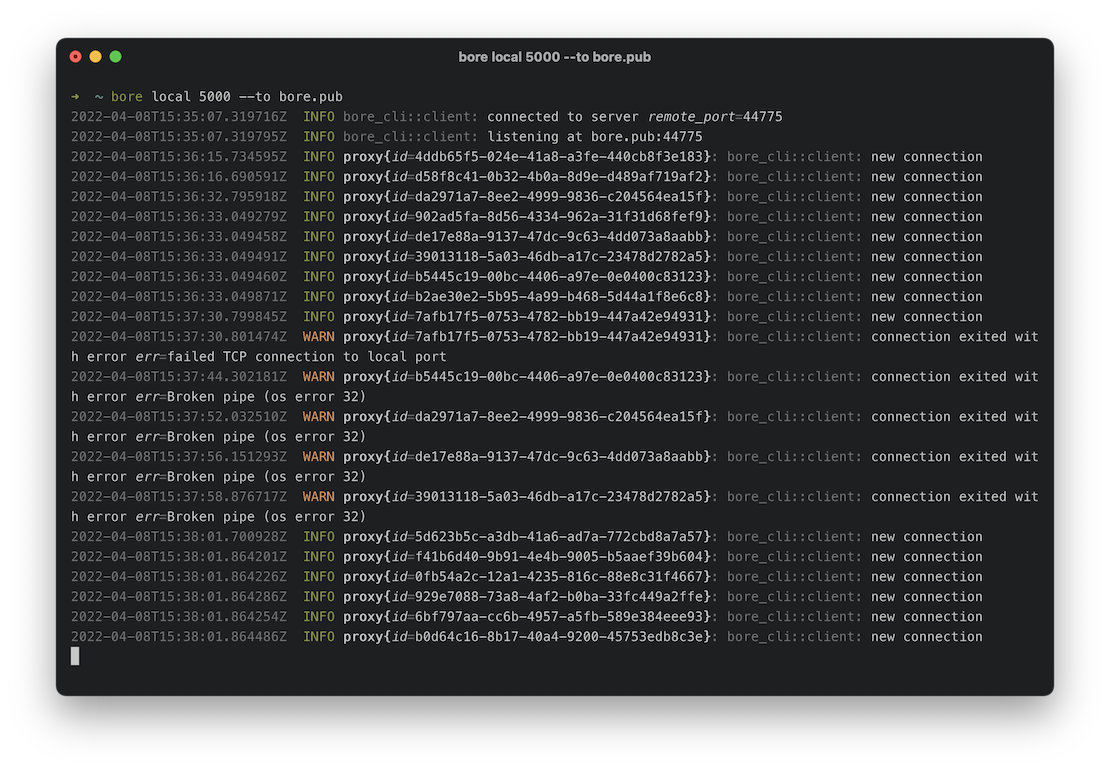 bore local 5000 --to bore.pub
→ ~ bore local 5000 --to bore.pub
2022-04-08T15:35:07.319716Z  INFO bore_cli::client: connected to server remote_port=44775
2022-04-08T15:35:07.319795Z  INFO bore_cli::client: listening at bore.pub:44775
2022-04-08T15:36:15.734595Z  INFO proxy{id=4ddb65f5-024e-41a8-a3fe-440cb8f3e183}: bore_cli::client: new connection
2022-04-08T15:36:16.690591Z  INFO proxy{id=d58f8c41-0b32-4b0a-8d9e-d489af719af2}: bore_cli::client: new connection
2022-04-08T15:36:32.795918Z  INFO proxy{id=da2971a7-8ee2-4999-9836-c204564ea15f}: bore_cli::client: new connection
2022-04-08T15:36:33.049279Z  INFO proxy{id=902ad5fa-8d56-4334-962a-31f31d68fef9}: bore_cli::client: new connection
2022-04-08T15:36:33.049458Z  INFO proxy{id=de17e88a-9137-47dc-9c63-4dd073a8aabb}: bore_cli::client: new connection
2022-04-08T15:36:33.049491Z  INFO proxy{id=39013118-5a03-46db-a17c-23478d2782a5}: bore_cli::client: new connection
2022-04-08T15:36:33.049460Z  INFO proxy{id=b5445c19-00bc-4406-a97e-0e0400c83123}: bore_cli::client: new connection
2022-04-08T15:36:33.049871Z  INFO proxy{id=b2ae30e2-5b95-4a99-b468-5d44a1f8e6c8}: bore_cli::client: new connection
2022-04-08T15:37:30.799845Z  INFO proxy{id=7afb17f5-0753-4782-bb19-447a42e94931}: bore_cli::client: new connection
2022-04-08T15:37:30.801474Z  WARN proxy{id=7afb17f5-0753-4782-bb19-447a42e94931}: bore_cli::client: connection exited wit
h error err=failed TCP connection to local port
2022-04-08T15:37:44.302181Z  WARN proxy{id=b5445c19-00bc-4406-a97e-0e0400c83123}: bore_cli::client: connection exited wit
h error err=Broken pipe (os error 32)
2022-04-08T15:37:52.032510Z  WARN proxy{id=da2971a7-8ee2-4999-9836-c204564ea15f}: bore_cli::client: connection exited wit
h error err=Broken pipe (os error 32)
2022-04-08T15:37:56.151293Z  WARN proxy{id=de17e88a-9137-47dc-9c63-4dd073a8aabb}: bore_cli::client: connection exited wit
h error err=Broken pipe (os error 32)
2022-04-08T15:37:58.876717Z  WARN proxy{id=39013118-5a03-46db-a17c-23478d2782a5}: bore_cli::client: connection exited wit
h error err=Broken pipe (os error 32)
2022-04-08T15:38:01.700928Z  INFO proxy{id=5d623b5c-a3db-41a6-ad7a-772cbd8a7a57}: bore_cli::client: new connection
2022-04-08T15:38:01.864201Z  INFO proxy{id=f41b6d40-9b91-4e4b-9005-b5aaef39b604}: bore_cli::client: new connection
2022-04-08T15:38:01.864226Z  INFO proxy{id=0fb54a2c-12a1-4235-816c-88e8c31f4667}: bore_cli::client: new connection
2022-04-08T15:38:01.864286Z  INFO proxy{id=929e7088-73a8-4af2-b0ba-33fc449a2ffe}: bore_cli::client: new connection
2022-04-08T15:38:01.864254Z  INFO proxy{id=6bf797aa-cc6b-4957-a5fb-589e384eee93}: bore_cli::client: new connection
2022-04-08T15:38:01.864486Z  INFO proxy{id=b0d64c16-8b17-40a4-9200-45753edb8c3e}: bore_cli::client: new connection